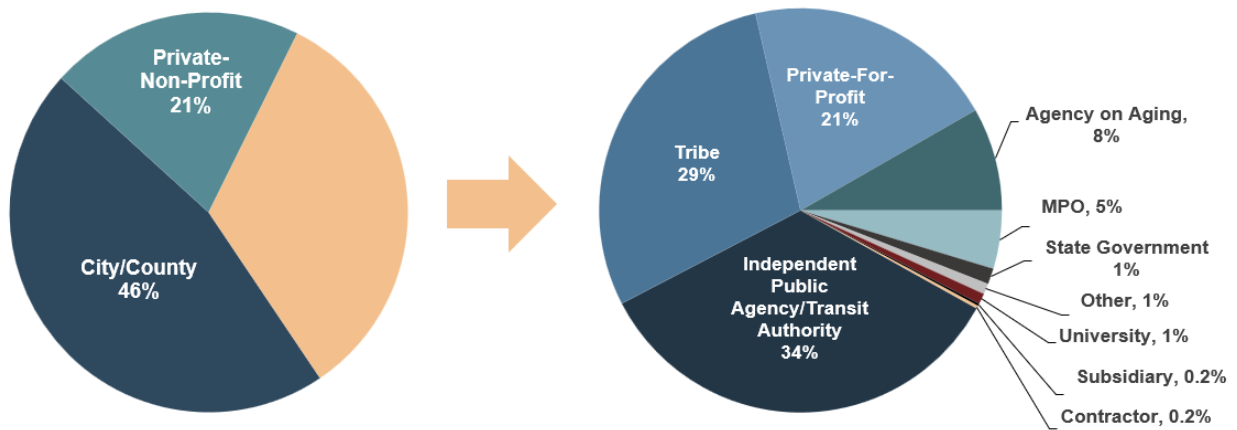 Private-
Non-Profit
21%
City/County
46%
Private-For-
Profit
21%
Tribe
29%
Independent
Public
Agency/Transit
Authority
34%
Agency on Aging,
8%
MPO, 5%
State Government
1%
Other, 1%
University, 1%
Subsidiary, 0.2%
Contractor, 0.2%